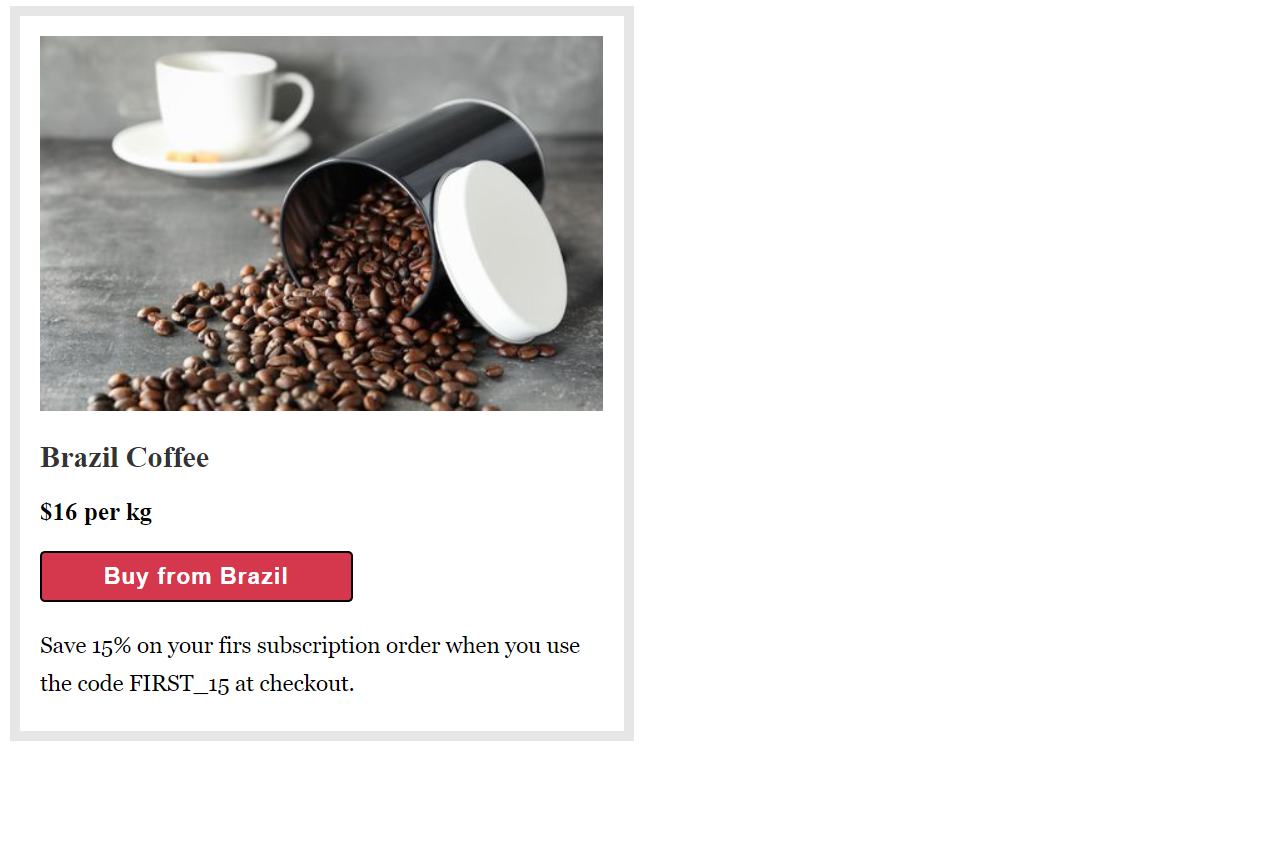 Brazil Coffee
$16 per kg
Buy from Brazil
Save 15% on your firs subscription order when you use
the code FIRST_15 at checkout.